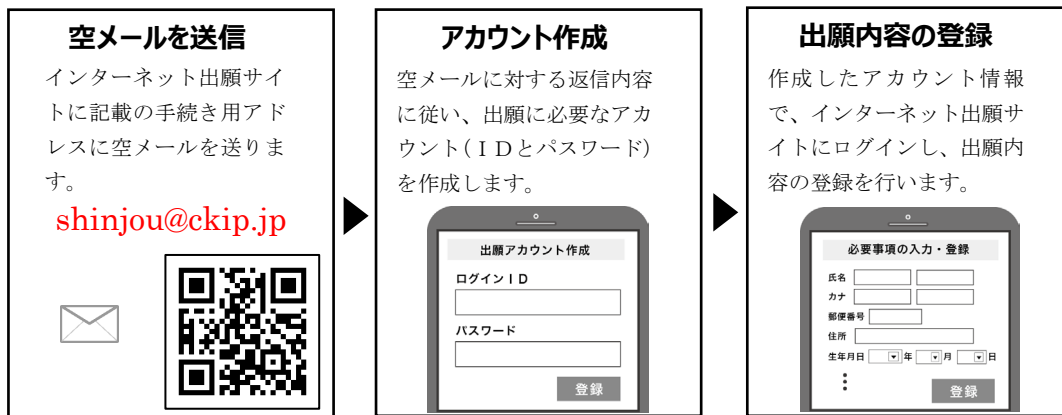 空メールを送信
インターネット出願サイ
トに記載の手続き用アド
レスに空メールを送りま
す。
shinjou@ckip.jp
アカウント作成
空メールに対する返信内容
に従い、出願に必要なアカ
ウント(ＩＤとパスワード)
を作成します。
出願アカウント作成
ログインＩＤ
パスワード
登録
出願内容の登録
作成したアカウント情報
で、インターネット出願サ
イトにログインし、出願内
容の登録を行います。
必要事項の入力・登録
氏名
カナ
郵便番号
住所
生年月日 年 月 日
登録